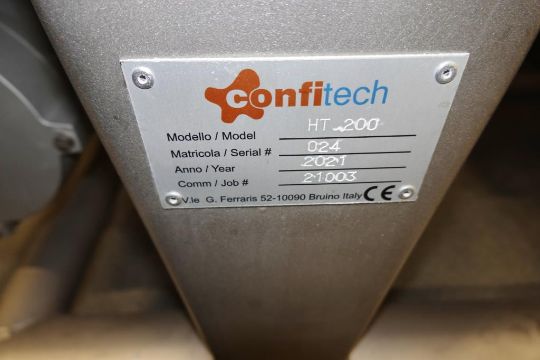 confitech
Modello / Model HT 200
Matricola / Serial # 024
Anno / Year 2021
Comm / Job # 21003
V.le G. Ferraris 52-10090 Bruino Italy CE